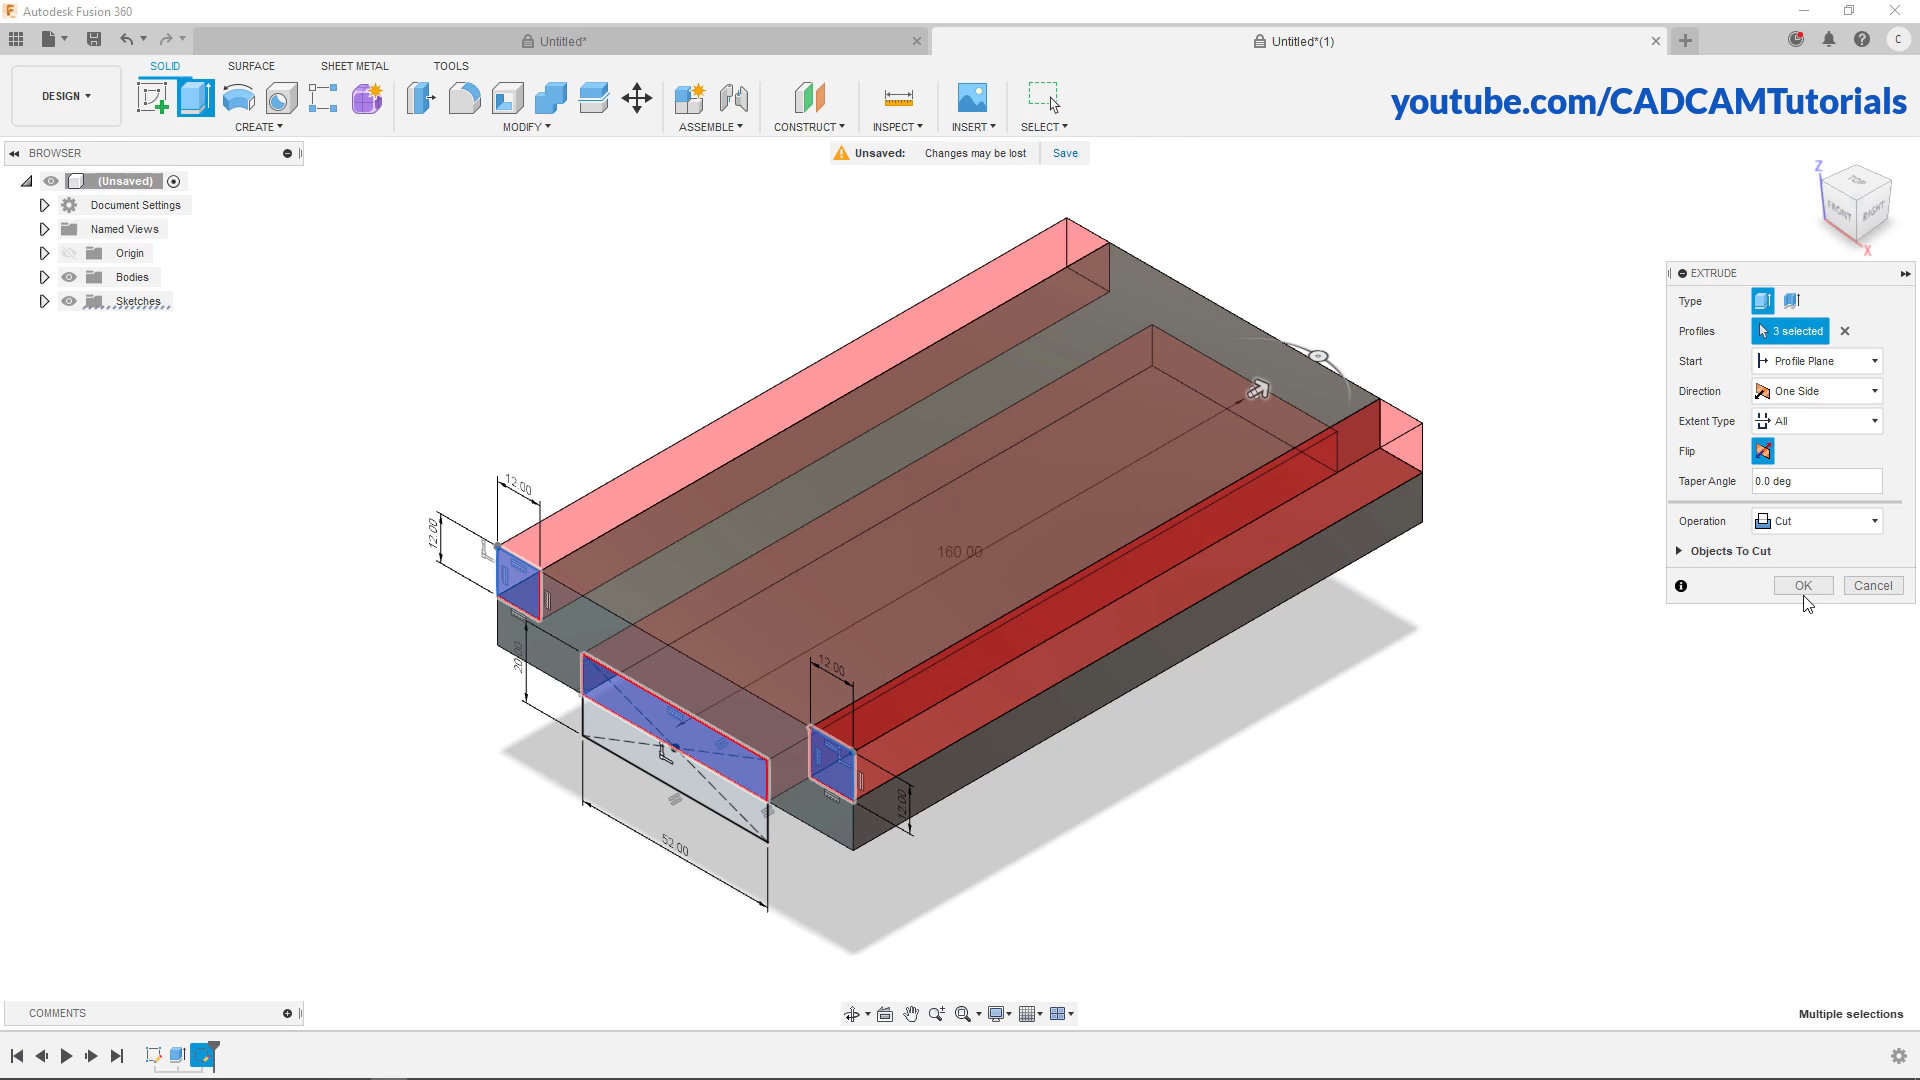 Autodesk Fusion 360
Untitled*
Untitled*(1)
C
SOLID
SURFACE
SHEET METAL
TOOLS
DESIGN
CREATE
MODIFY
ASSEMBLE
CONSTRUCT
INSPECT
INSERT
SELECT
youtube.com/CADCAMTutorials
BROWSER
Unsaved: Changes may be lost Save
(Unsaved)
Document Settings
Named Views
Origin
Bodies
Sketches
Z
TOP
FRONT
RIGHT
X
EXTRUDE
Type
Profiles 3 selected
Start Profile Plane
Direction One Side
Extent Type All
Flip
Taper Angle 0.0 deg
Operation Cut
Objects To Cut
OK Cancel
12.00
12.00
160.00
20.00
12.00
12.00
52.00
COMMENTS
Multiple selections